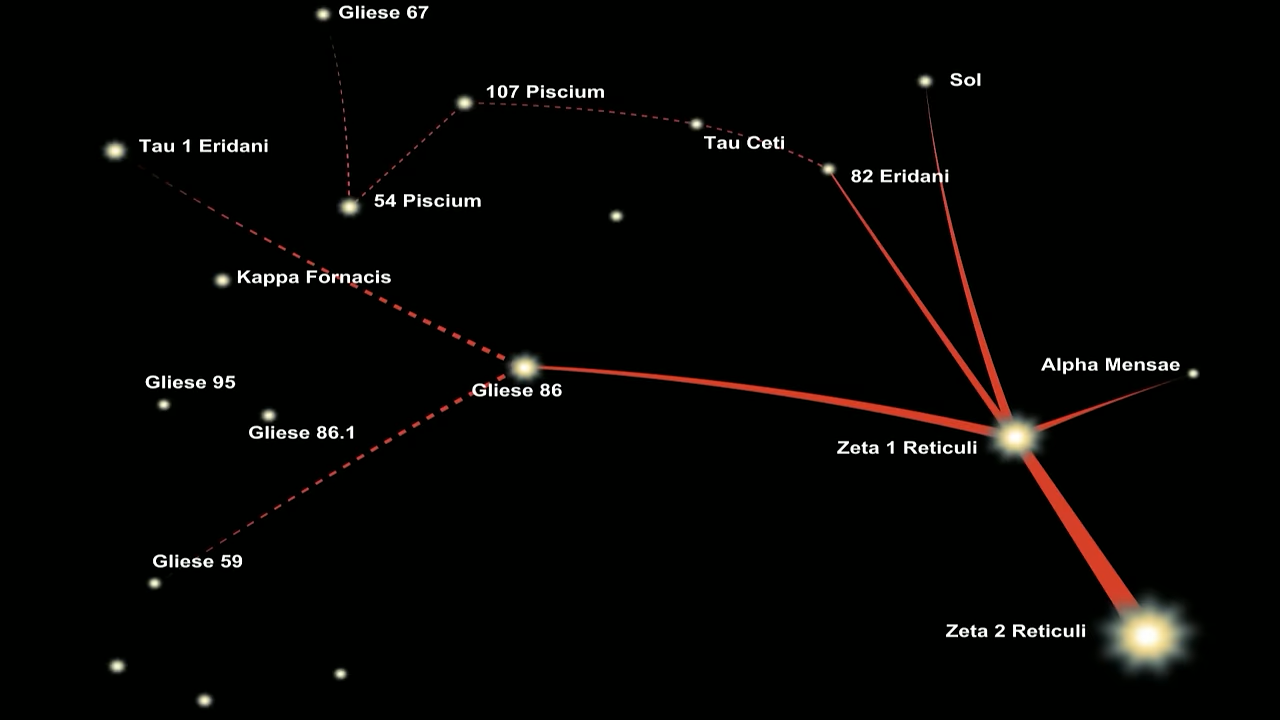 Gliese 67
Sol
107 Piscium
Tau Ceti
Tau 1 Eridani
82 Eridani
54 Piscium
Kappa Fornacis
Alpha Mensae
Gliese 95
Gliese 86
Gliese 86.1
Zeta 1 Reticuli
Gliese 59
Zeta 2 Reticuli